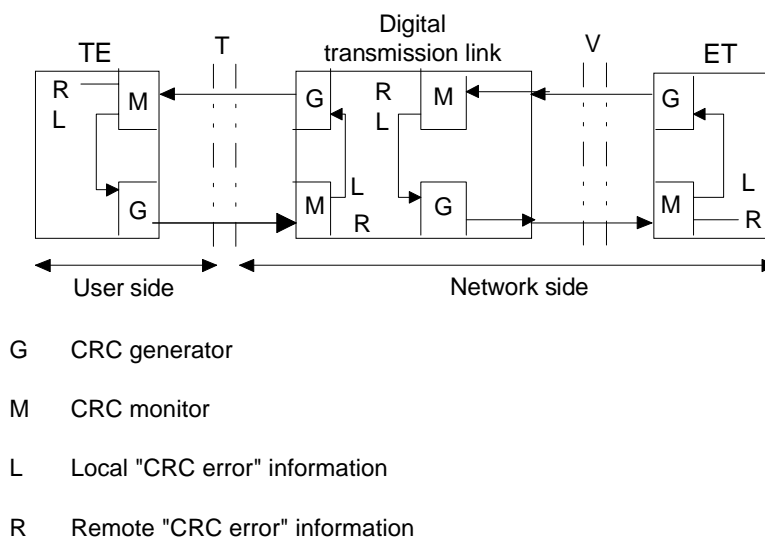 Digital
TE T transmission link V ET
R M G R M G
L L
L L
G M R G M R
User side Network side
G CRC generator
M CRC monitor
L Local "CRC error" information
R Remote "CRC error" information